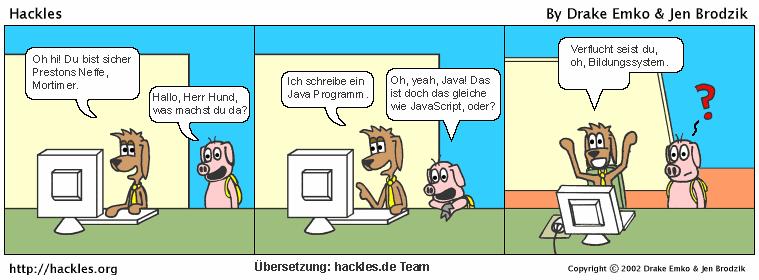 Hackles
By Drake Emko & Jen Brodzik
Oh hi! Du bist sicher
Prestons Neffe,
Mortimer.
Hallo, Herr Hund,
was machst du da?
Ich schreibe ein
Java Programm.
Oh, yeah, Java! Das
ist doch das gleiche
wie JavaScript, oder?
Verflucht seist du,
oh, Bildungssystem.
?
http://hackles.org
Übersetzung: hackles.de Team
Copyright © 2002 Drake Emko & Jen Brodzik